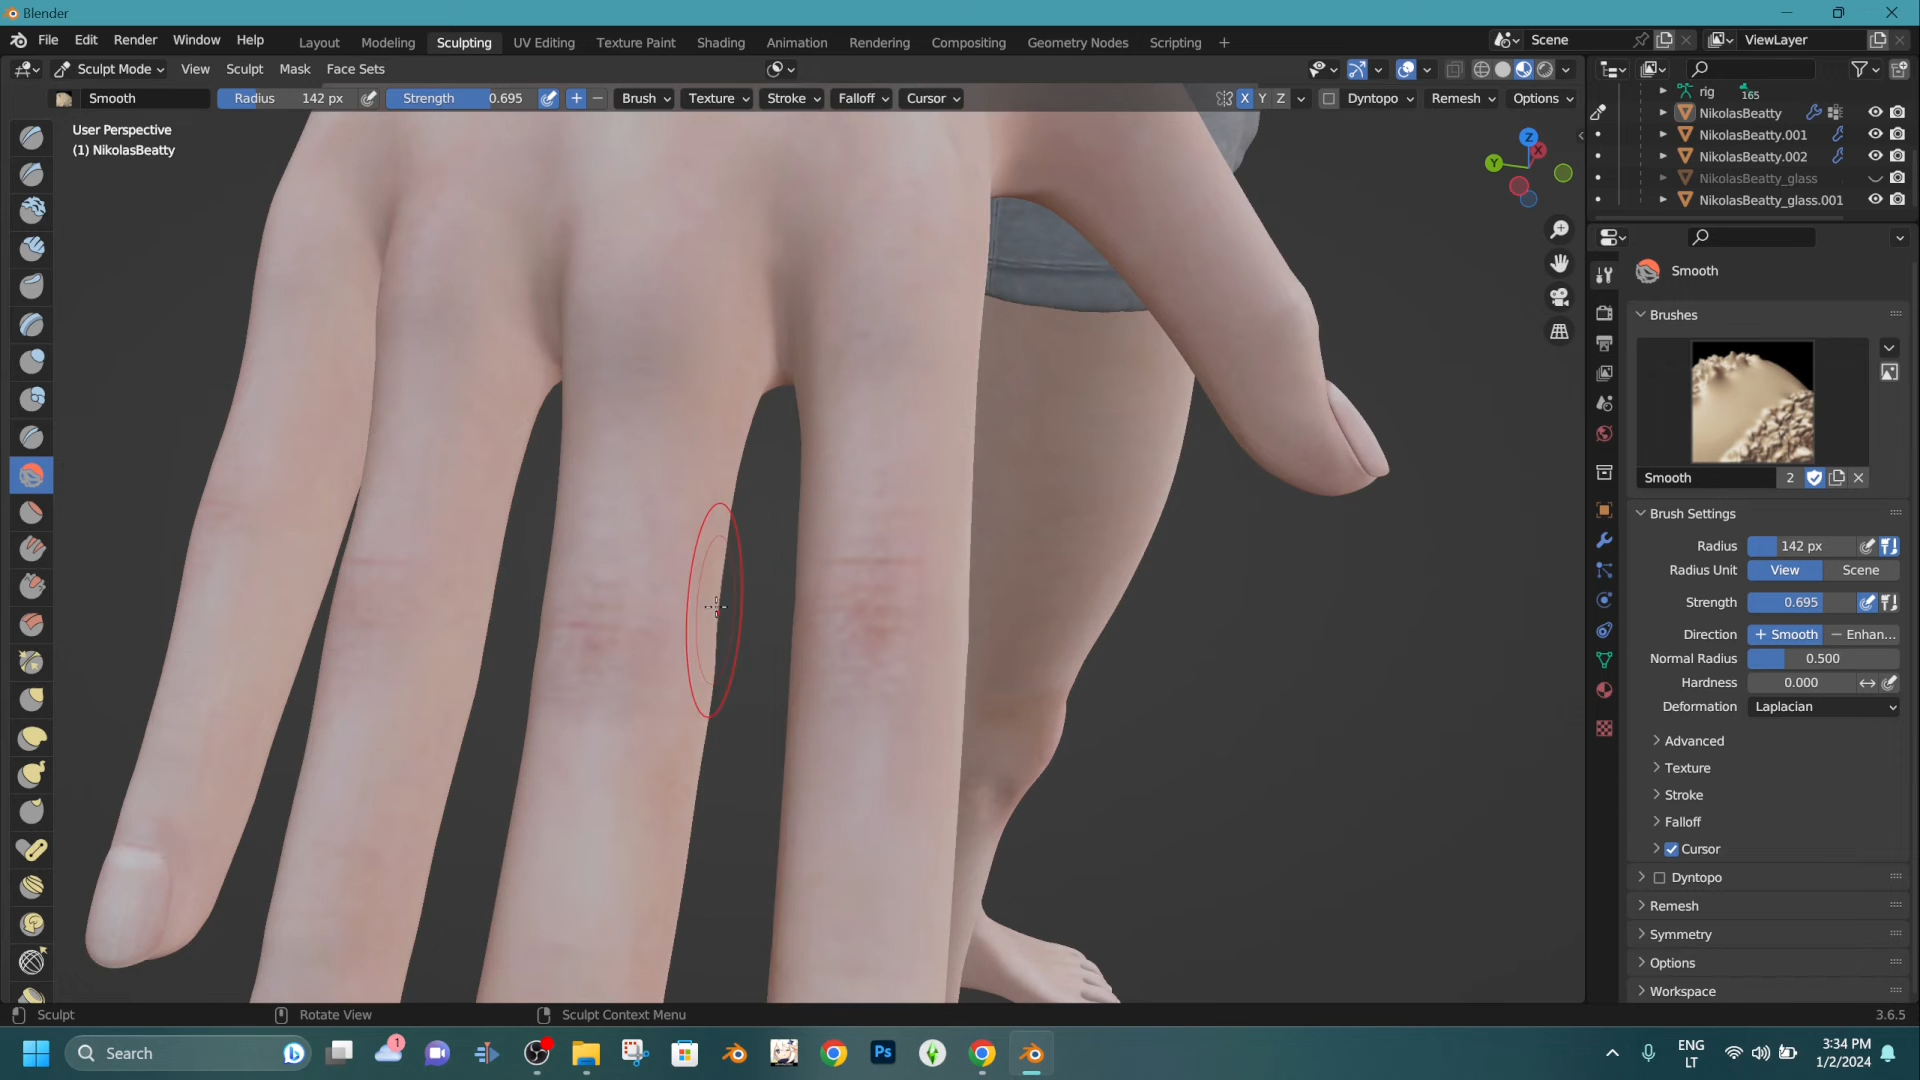 Blender
File Edit Render Window Help Layout Modeling Sculpting UV Editing Texture Paint Shading Animation Rendering Compositing Geometry Nodes Scripting + Scene ViewLayer
Sculpt Mode View Sculpt Mask Face Sets
Smooth Radius 142 px Strength 0.695 + − Brush Texture Stroke Falloff Cursor X Y Z Dyntopo Remesh Options
User Perspective
(1) NikolasBeatty
Z
X
Y
rig 165
NikolasBeatty
NikolasBeatty.001
NikolasBeatty.002
NikolasBeatty_glass
NikolasBeatty_glass.001
Smooth
Brushes
Smooth 2
Brush Settings
Radius 142 px
Radius Unit View Scene
Strength 0.695
Direction + Smooth − Enhan...
Normal Radius 0.500
Hardness 0.000
Deformation Laplacian
Advanced
Texture
Stroke
Falloff
Cursor
Dyntopo
Remesh
Symmetry
Options
Workspace
Sculpt Rotate View Sculpt Context Menu 3.6.5
Search 1 Ps ENG
LT
3:34 PM
1/2/2024